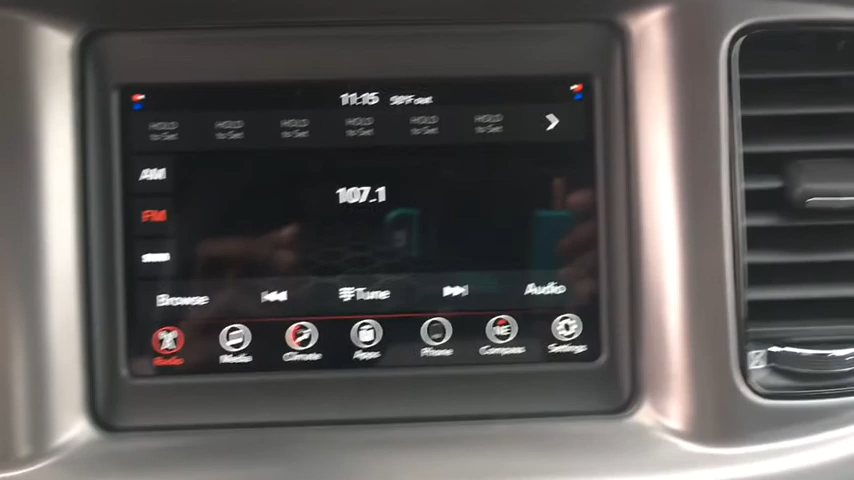 11:15
HOLD to Set HOLD to Set HOLD to Set HOLD to Set HOLD to Set HOLD to Set
AM
107.1
FM
Browse Tune Audio
Radio Media Climate Apps Phone Compass Settings